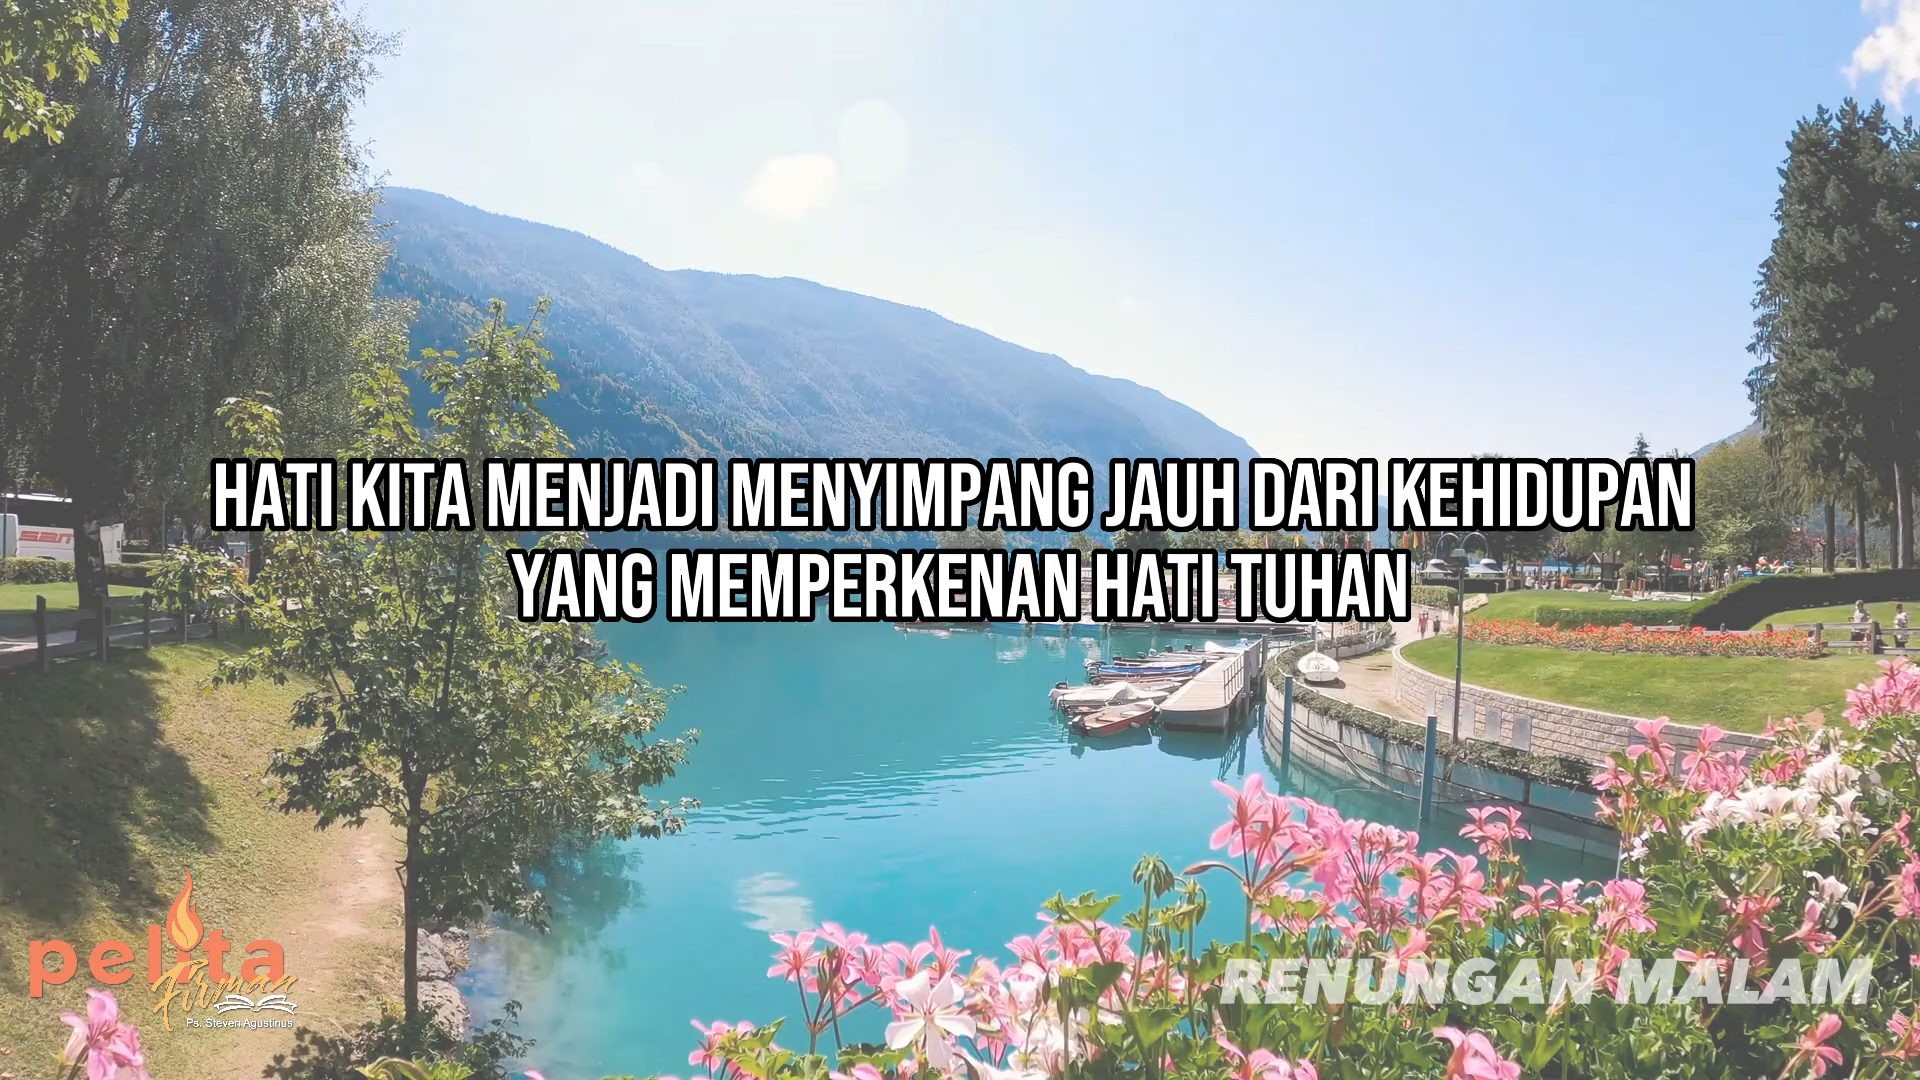 HATI KITA MENJADI MENYIMPANG JAUH DARI KEHIDUPAN
YANG MEMPERKENAN HATI TUHAN
pelita
Firman
Ps. Steven Agustinus
RENUNGAN MALAM